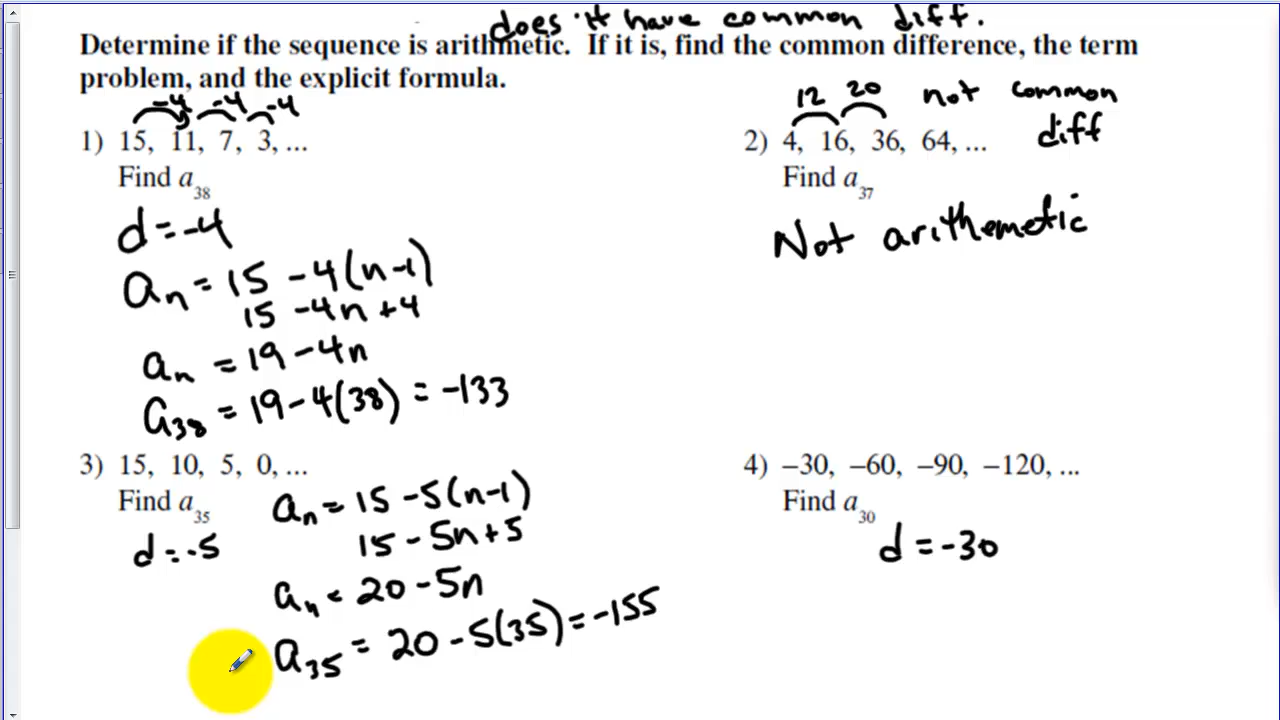 does it have common diff.
Determine if the sequence is arithmetic. If it is, find the common difference, the term
problem, and the explicit formula.
-4 -4 -4
1) 15, 11, 7, 3, ...
Find a₃₈
d = -4
aₙ = 15 - 4(n-1)
15 - 4n + 4
aₙ = 19 - 4n
a₃₈ = 19 - 4(38) = -133
12 20 not common
diff
2) 4, 16, 36, 64, ...
Find a₃₇
Not arithemetic
3) 15, 10, 5, 0, ...
Find a₃₅
d = -5
aₙ = 15 - 5(n-1)
15 - 5n + 5
aₙ = 20 - 5n
a₃₅ = 20 - 5(35) = -155
4) –30, –60, –90, –120, ...
Find a₃₀
d = -30